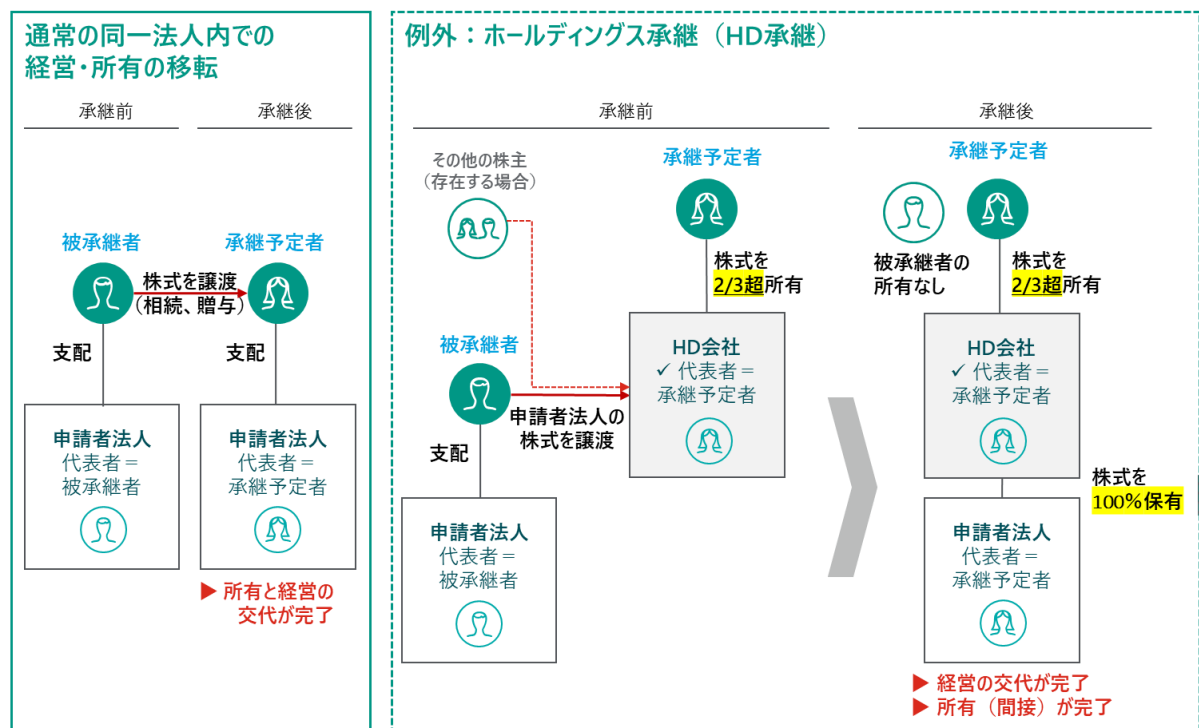 通常の同一法人内での
経営・所有の移転
承継前
承継後
被承継者
承継予定者
株式を譲渡
（相続、贈与）
支配
支配
申請者法人
代表者＝
被承継者
申請者法人
代表者＝
承継予定者
▶ 所有と経営の
交代が完了
例外：ホールディングス承継（HD承継）
承継前
承継後
その他の株主
（存在する場合）
承継予定者
株式を
2/3超所有
被承継者
HD会社
✓ 代表者＝
承継予定者
申請者法人の
株式を譲渡
支配
申請者法人
代表者＝
被承継者
承継予定者
被承継者の
所有なし
株式を
2/3超所有
HD会社
✓ 代表者＝
承継予定者
株式を
100%保有
申請者法人
代表者＝
承継予定者
▶ 経営の交代が完了
▶ 所有（間接）が完了